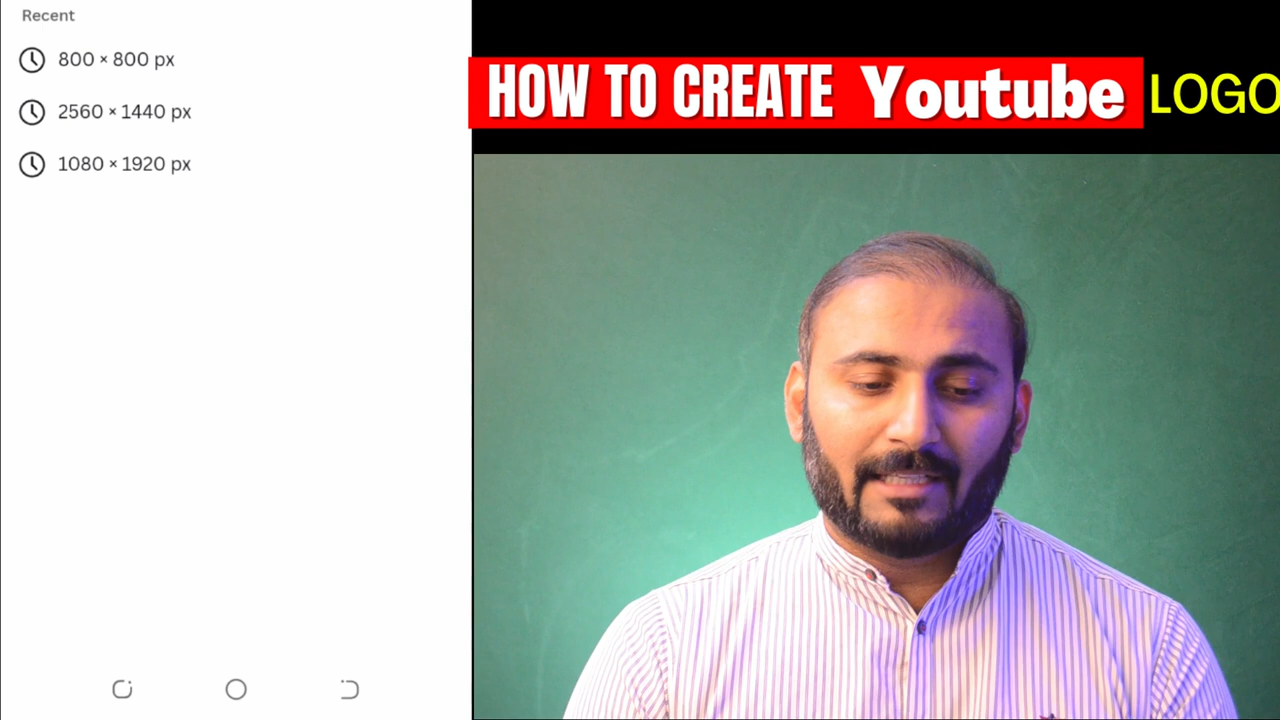 Recent
800 × 800 px
2560 × 1440 px
1080 × 1920 px
HOW TO CREATE Youtube LOGO